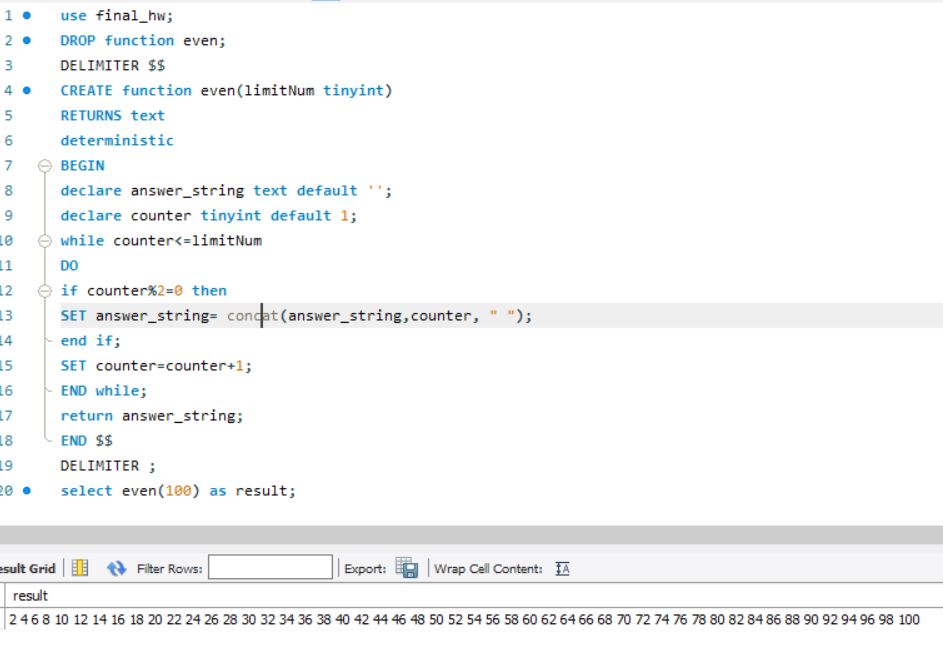 1 use final_hw;
2 DROP function even;
3 DELIMITER $$
4 CREATE function even(limitNum tinyint)
5 RETURNS text
6 deterministic
7 BEGIN
8 declare answer_string text default '';
9 declare counter tinyint default 1;
10 while counter<=limitNum
11 DO
12 if counter%2=0 then
13 SET answer_string= concat(answer_string,counter, " ");
14 end if;
15 SET counter=counter+1;
16 END while;
17 return answer_string;
18 END $$
19 DELIMITER ;
20 select even(100) as result;
esult Grid Filter Rows: Export: Wrap Cell Content: IA
result
2 4 6 8 10 12 14 16 18 20 22 24 26 28 30 32 34 36 38 40 42 44 46 48 50 52 54 56 58 60 62 64 66 68 70 72 74 76 78 80 82 84 86 88 90 92 94 96 98 100